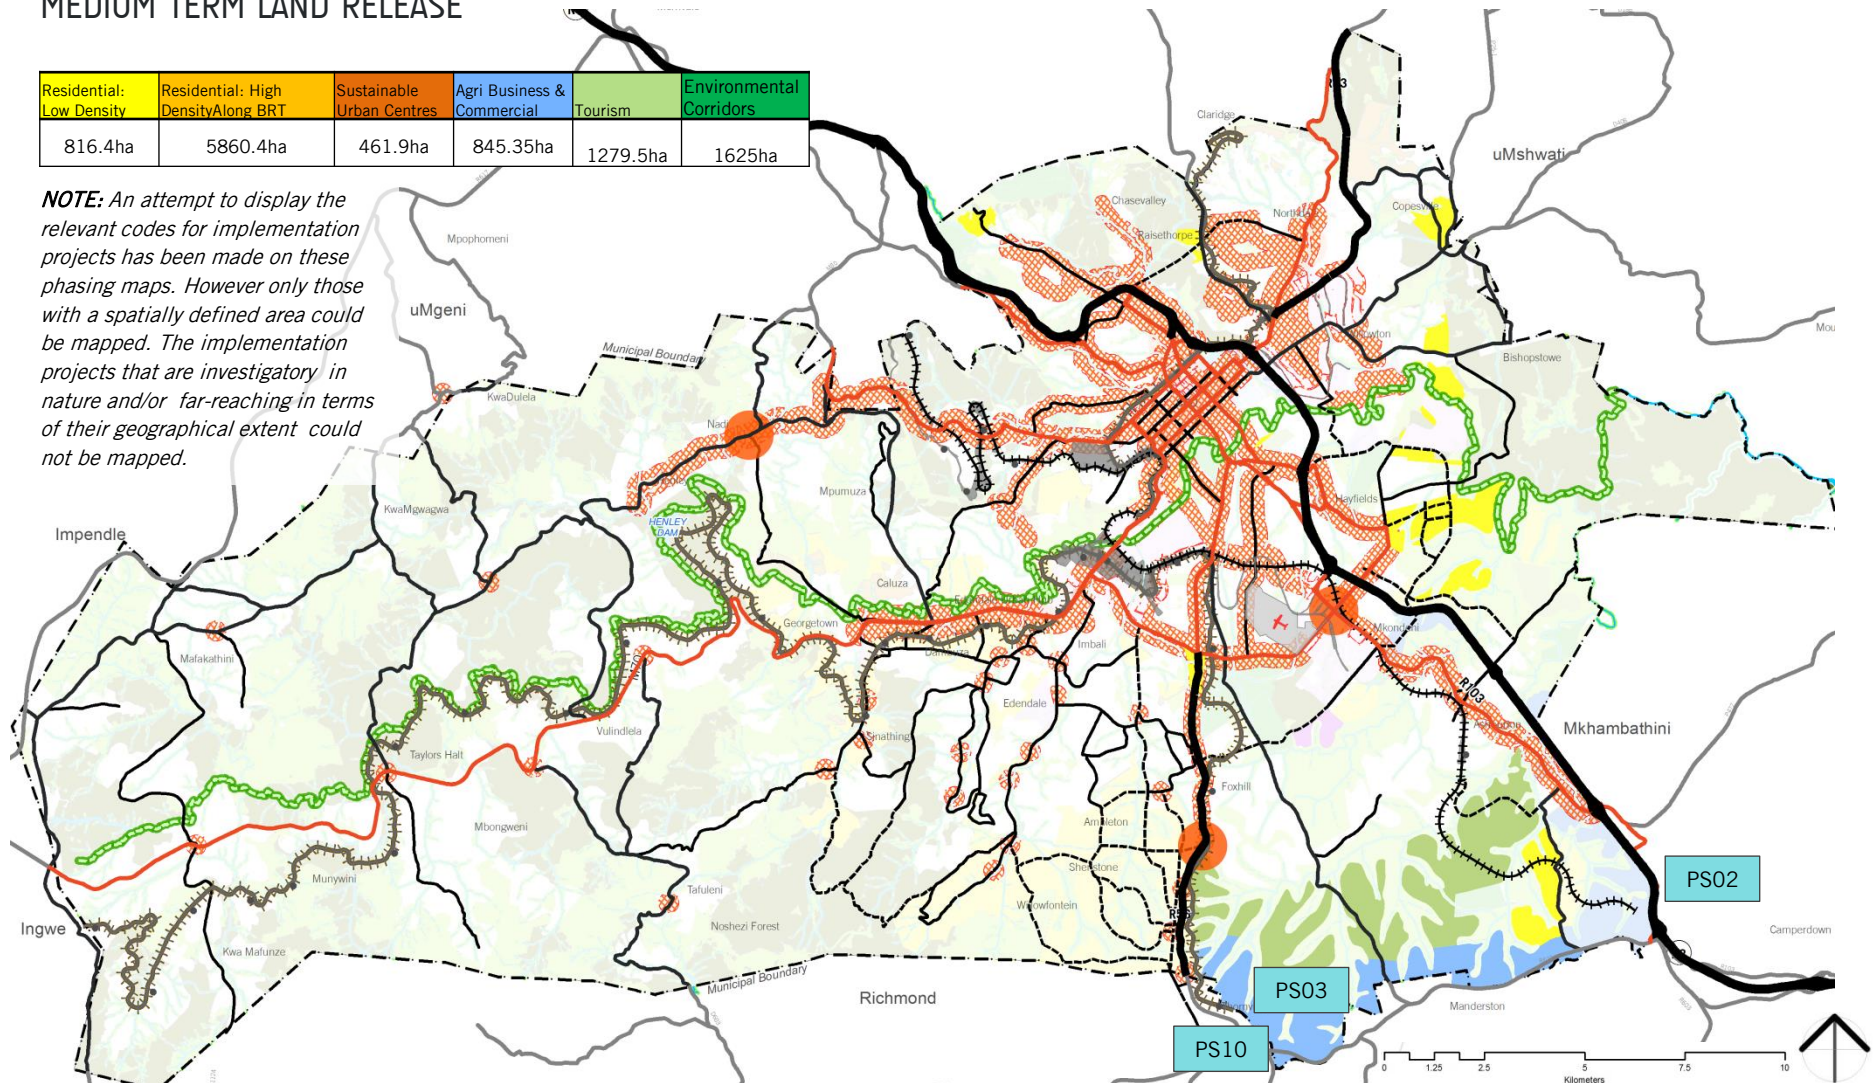 MEDIUM TERM LAND RELEASE
Residential: Low Density
Residential: High DensityAlong BRT
Sustainable Urban Centres
Agri Business & Commercial
Tourism
Environmental Corridors
816.4ha
5860.4ha
461.9ha
845.35ha
1279.5ha
1625ha
NOTE: An attempt to display the
relevant codes for implementation
projects has been made on these
phasing maps. However only those
with a spatially defined area could
be mapped. The implementation
projects that are investigatory in
nature and/or far-reaching in terms
of their geographical extent could
not be mapped.
Claridge
uMshwati
Chasevalley
Copesville
Raisethorpe
Mpophomeni
uMgeni
Municipal Boundary
Bishopstowe
KwaDulela
Mpumuza
Hayfields
KwaMgwagwa
HENLEY
DAM
Impendle
Caluza
Georgetown
Mkondeni
Imbali
Mafakathini
Edendale
R103
Vulindlela
Mkhambathini
Taylors Halt
Foxhill
Mbongweni
Munywini
Tafuleni
PS02
Willowfontein
Noshezi Forest
Ingwe
Camperdown
Kwa Mafunze
Municipal Boundary
Richmond
PS03
Manderston
PS10
0 1.25 2.5 5 7.5 10
Kilometers